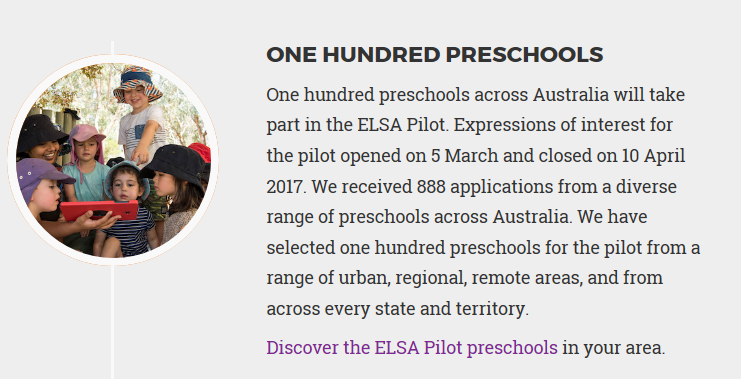 ONE HUNDRED PRESCHOOLS
One hundred preschools across Australia will take
part in the ELSA Pilot. Expressions of interest for
the pilot opened on 5 March and closed on 10 April
2017. We received 888 applications from a diverse
range of preschools across Australia. We have
selected one hundred preschools for the pilot from a
range of urban, regional, remote areas, and from
across every state and territory.
Discover the ELSA Pilot preschools in your area.